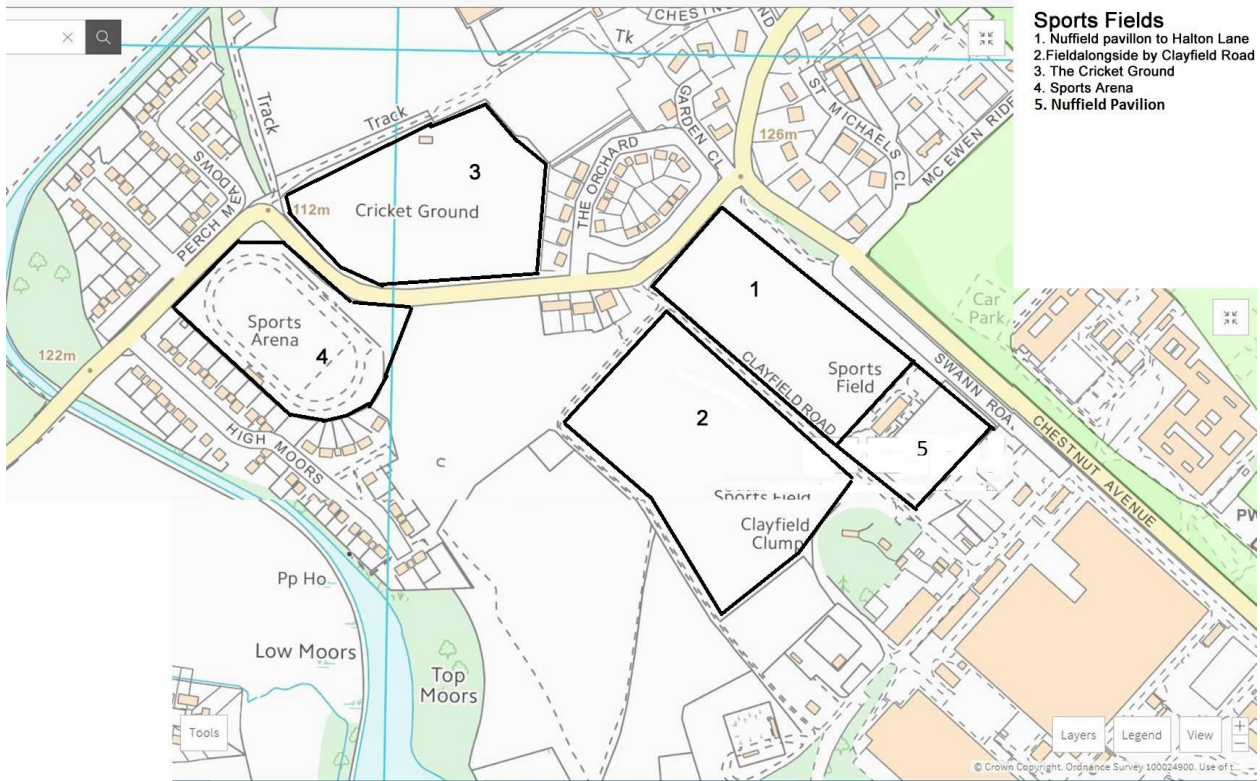 Sports Fields
1. Nuffield pavillon to Halton Lane
2.Fieldalongside by Clayfield Road
3. The Cricket Ground
4. Sports Arena
5. Nuffield Pavilion
CHESTNUT
Tk
Track
Track
GARDEN CL
ST MICHAELS CL
MC EWEN RIDE
126m
THE ORCHARD
PERCH MEADOWS
3
112m
Cricket Ground
1
Sports
Arena
4
122m
HIGH MOORS
2
CLAYFIELD ROAD
Sports
Field
5
SWANN ROA
CHESTNUT AVENUE
Car
Park
Sports Field
Clayfield
Clump
C
PW
Pp Ho
Low Moors
Top
Moors
Tools
Layers
Legend
View
+
−
© Crown Copyright. Ordnance Survey 100024900. Use of t...